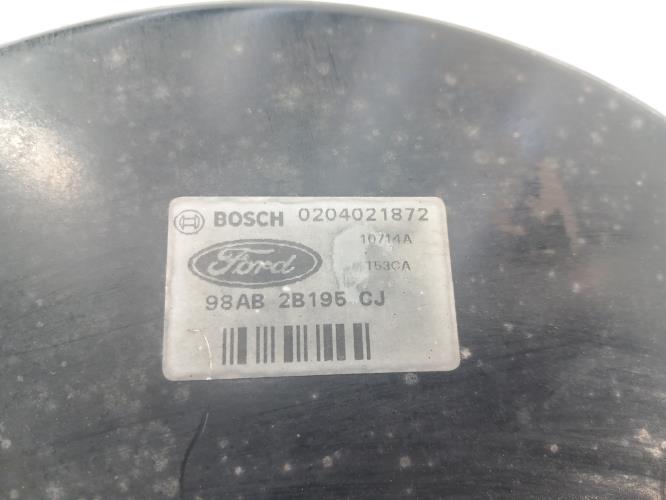 BOSCH 0204021872
10714A
Ford
T53CA
98AB 2B195 CJ